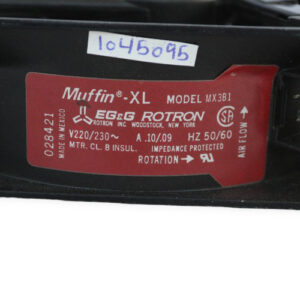 1045095
Muffin®-XL MODEL MX3B1
EG&G ROTRON
ROTRON INC. WOODSTOCK, NEW YORK
V220/230~ A .10/.09 HZ 50/60
MTR. CL. B INSUL. IMPEDANCE PROTECTED
ROTATION →
AIR FLOW →
028421
MADE IN MEXICO